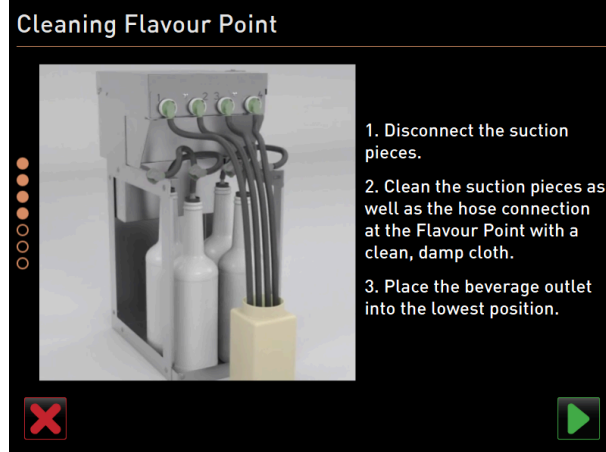 Cleaning Flavour Point
1. Disconnect the suction
pieces.
2. Clean the suction pieces as
well as the hose connection
at the Flavour Point with a
clean, damp cloth.
3. Place the beverage outlet
into the lowest position.